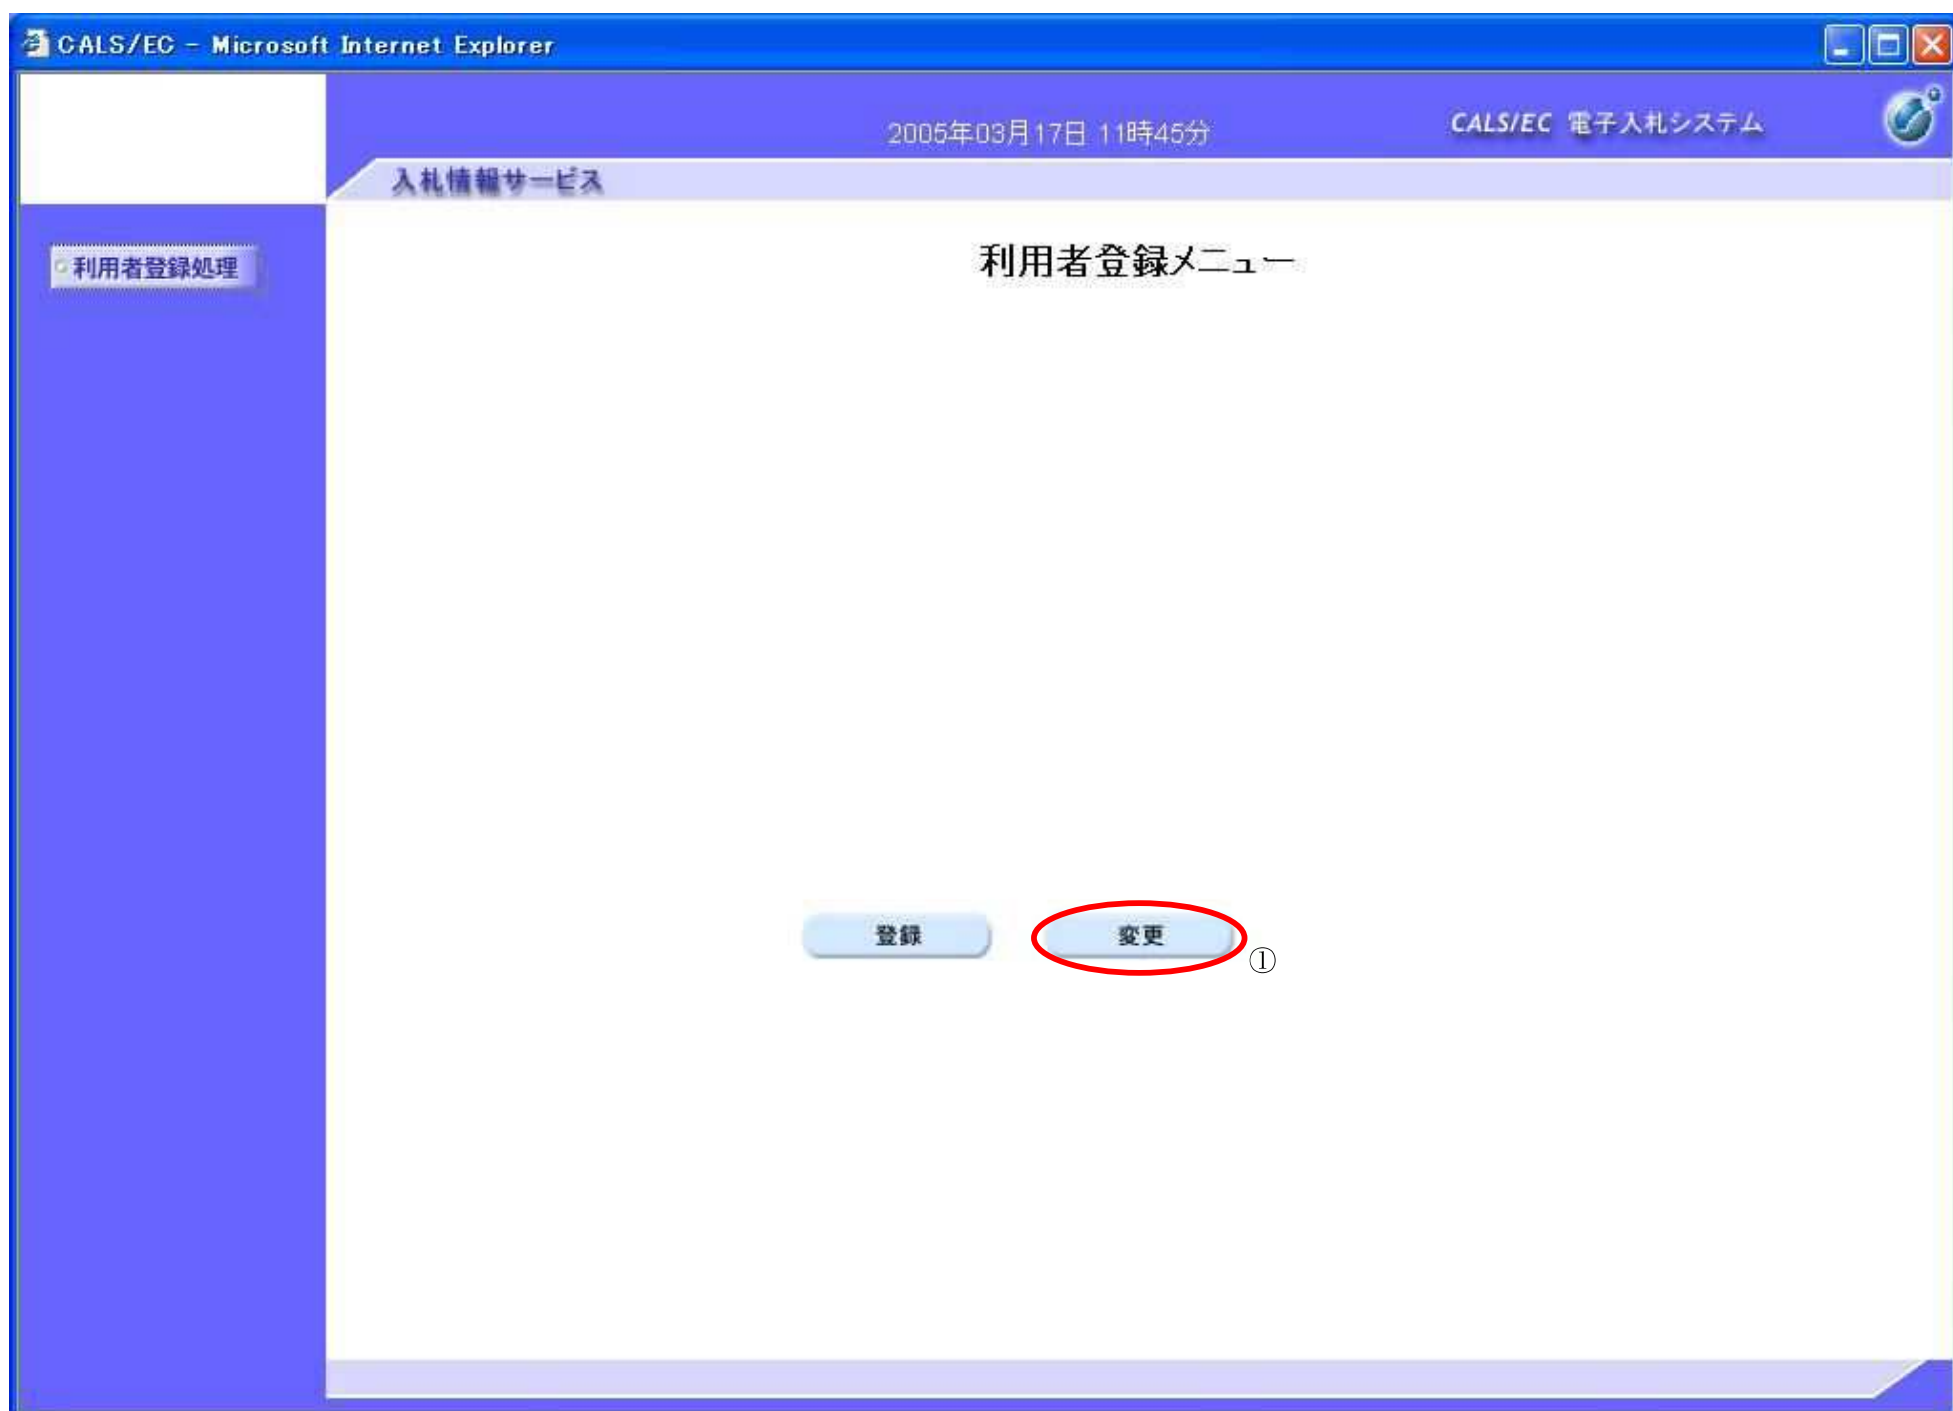 CALS/EC - Microsoft Internet Explorer
2005年03月17日 11時45分
CALS/EC 電子入札システム
入札情報サービス
利用者登録処理
利用者登録メニュー
登録
変更
①